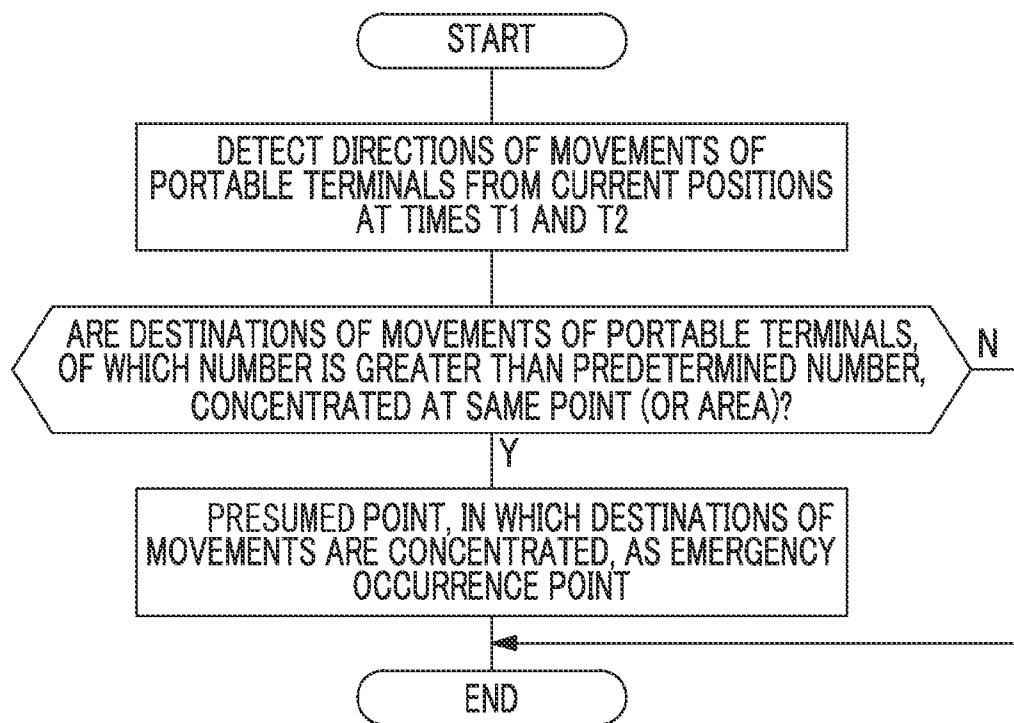 START
DETECT DIRECTIONS OF MOVEMENTS OF
PORTABLE TERMINALS FROM CURRENT POSITIONS
AT TIMES T1 AND T2
ARE DESTINATIONS OF MOVEMENTS OF PORTABLE TERMINALS,
OF WHICH NUMBER IS GREATER THAN PREDETERMINED NUMBER,
CONCENTRATED AT SAME POINT (OR AREA)?
N
Y
PRESUMED POINT, IN WHICH DESTINATIONS OF
MOVEMENTS ARE CONCENTRATED, AS EMERGENCY
OCCURRENCE POINT
END